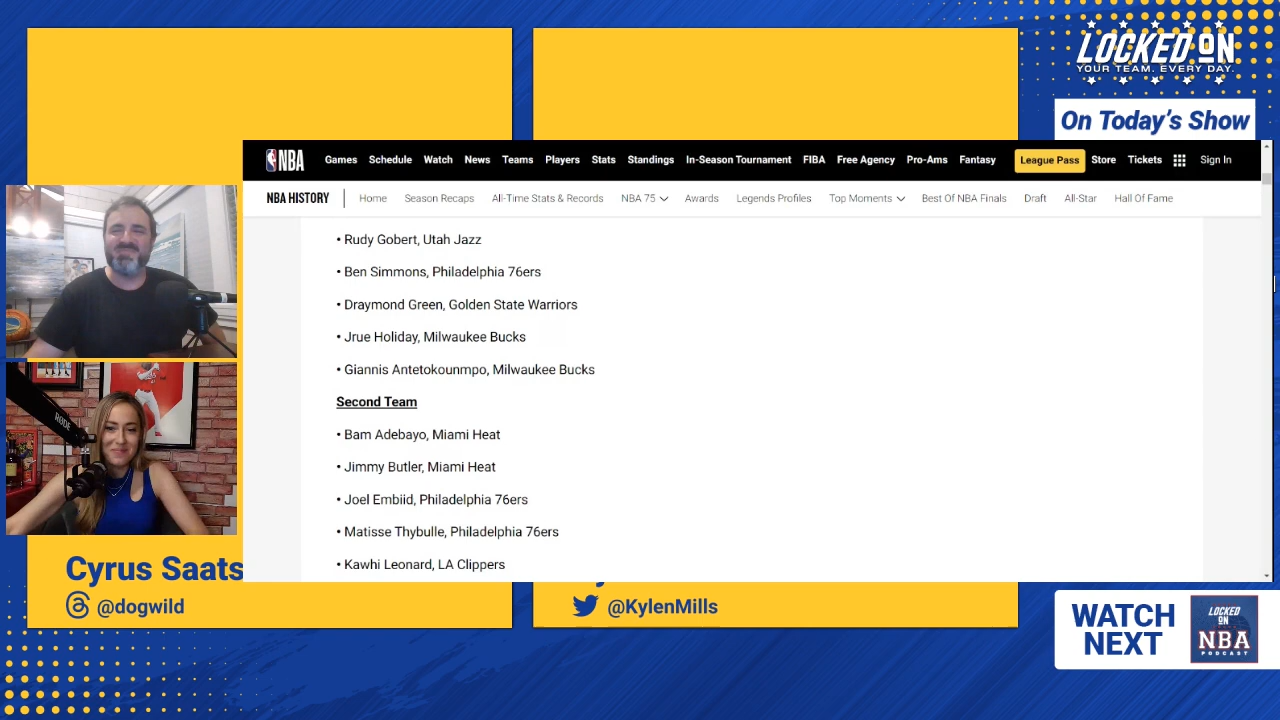 LOCKED ON
YOUR TEAM. EVERY DAY.
On Today's Show
NBA
Games Schedule Watch News Teams Players Stats Standings In-Season Tournament FIBA Free Agency Pro-Ams Fantasy League Pass Store Tickets Sign In
NBA HISTORY Home Season Recaps All-Time Stats & Records NBA 75 Awards Legends Profiles Top Moments Best Of NBA Finals Draft All-Star Hall Of Fame
• Rudy Gobert, Utah Jazz
• Ben Simmons, Philadelphia 76ers
• Draymond Green, Golden State Warriors
• Jrue Holiday, Milwaukee Bucks
• Giannis Antetokounmpo, Milwaukee Bucks
Second Team
• Bam Adebayo, Miami Heat
• Jimmy Butler, Miami Heat
• Joel Embiid, Philadelphia 76ers
• Matisse Thybulle, Philadelphia 76ers
• Kawhi Leonard, LA Clippers
RODE
Cyrus Saats
@dogwild
@KylenMills
WATCH
NEXT
LOCKED
ON
NBA
PODCAST